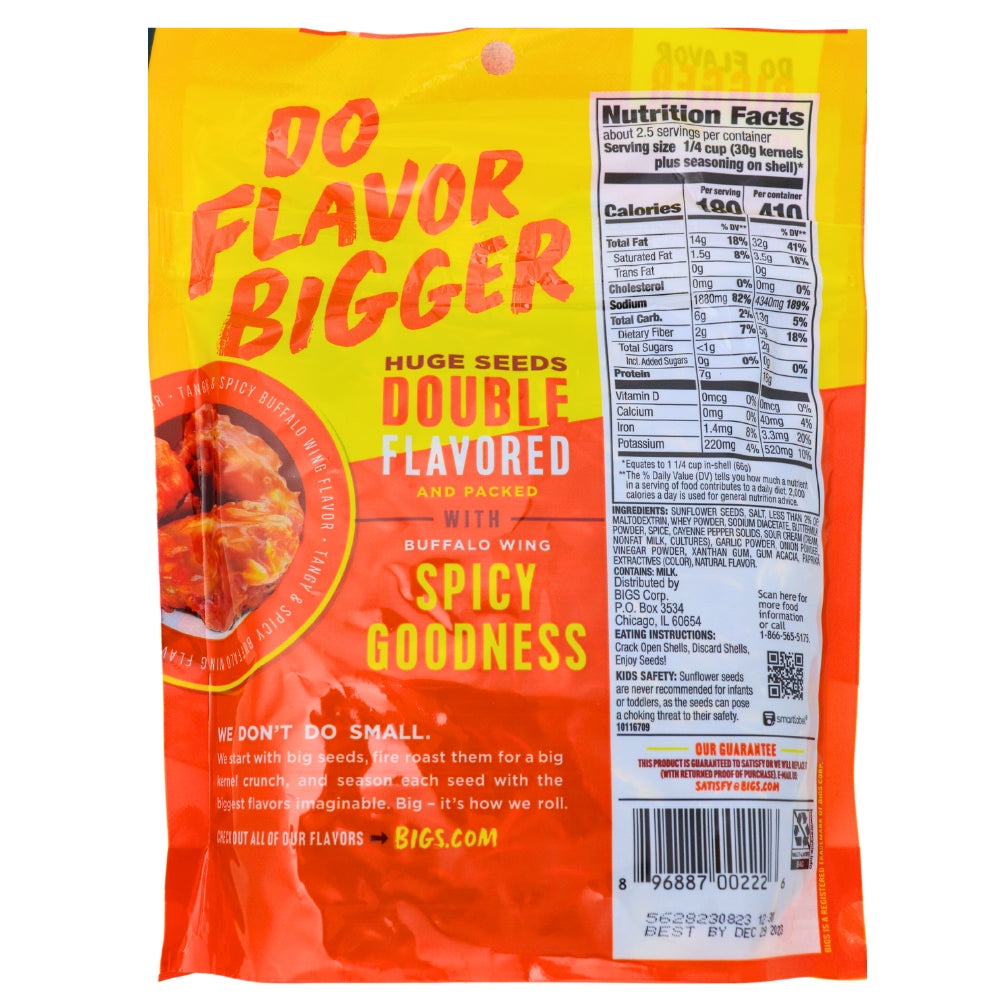 DO
FLAVOR
BIGGER
HUGE SEEDS
DOUBLE
FLAVORED
AND PACKED
WITH
BUFFALO WING
SPICY
GOODNESS
TANGY & SPICY BUFFALO WING FLAVOR • TANGY & SPICY BUFFALO WING FLAV
WE DON'T DO SMALL.
We start with big seeds, fire roast them for a big
kernel crunch, and season each seed with the
biggest flavors imaginable. Big – it's how we roll.
CHECK OUT ALL OF OUR FLAVORS → BIGS.COM
DO FLAVOR
BIGGER
Nutrition Facts
about 2.5 servings per container
Serving size 1/4 cup (30g kernels
plus seasoning on shell)*
Per serving Per container
Calories 180 410
% DV** % DV**
Total Fat 14g 18% 32g 41%
Saturated Fat 1.5g 8% 3.5g 18%
Trans Fat 0g 0g
Cholesterol 0mg 0% 0mg 0%
Sodium 1880mg 82% 4340mg 189%
Total Carb. 6g 2% 13g 5%
Dietary Fiber 2g 7% 5g 18%
Total Sugars <1g 2g
Incl. Added Sugars 0g 0% 0g 0%
Protein 7g 16g
Vitamin D 0mcg 0% 0mcg 0%
Calcium 0mg 0% 40mg 4%
Iron 1.4mg 8% 3.3mg 20%
Potassium 220mg 4% 520mg 10%
*Equates to 1 1/4 cup in-shell (66g)
**The % Daily Value (DV) tells you how much a nutrient
in a serving of food contributes to a daily diet. 2,000
calories a day is used for general nutrition advice.
INGREDIENTS: SUNFLOWER SEEDS, SALT, LESS THAN 2% OF
MALTODEXTRIN, WHEY POWDER, SODIUM DIACETATE, BUTTERMILK
POWDER, SPICE, CAYENNE PEPPER SOLIDS, SOUR CREAM (CREAM,
NONFAT MILK, CULTURES), GARLIC POWDER, ONION POWDER,
VINEGAR POWDER, XANTHAN GUM, GUM ACACIA, PAPRIKA
EXTRACTIVES (COLOR), NATURAL FLAVOR.
CONTAINS: MILK.
Distributed by
BIGS Corp.
P.O. Box 3534
Chicago, IL 60654
EATING INSTRUCTIONS:
Crack Open Shells, Discard Shells,
Enjoy Seeds!
KIDS SAFETY: Sunflower seeds
are never recommended for infants
or toddlers, as the seeds can pose
a choking threat to their safety.
10116709
Scan here for
more food
information
or call
1-866-565-5175.
smartlabel
OUR GUARANTEE
THIS PRODUCT IS GUARANTEED TO SATISFY OR WE WILL REPLACE IT
(WITH RETURNED PROOF OF PURCHASE). E-MAIL US
SATISFY@BIGS.COM
8 96887 00222 6
5628230823
BEST BY DEC
BIGS IS A REGISTERED TRADEMARK OF BIGS CORP.